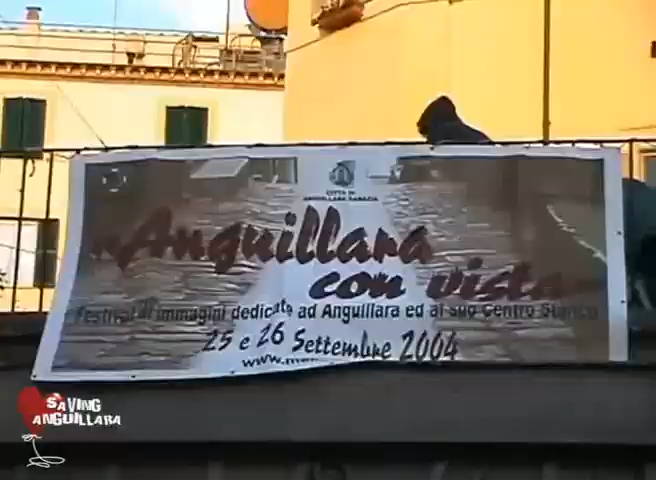 CITTÀ DI
ANGUILLARA SABAZIA
"Anguillara
con vista
Festival di immagini dedicato ad Anguillara ed al suo Centro Storico
25 e 26 Settembre 2004
SAVING
ANGUILLARA